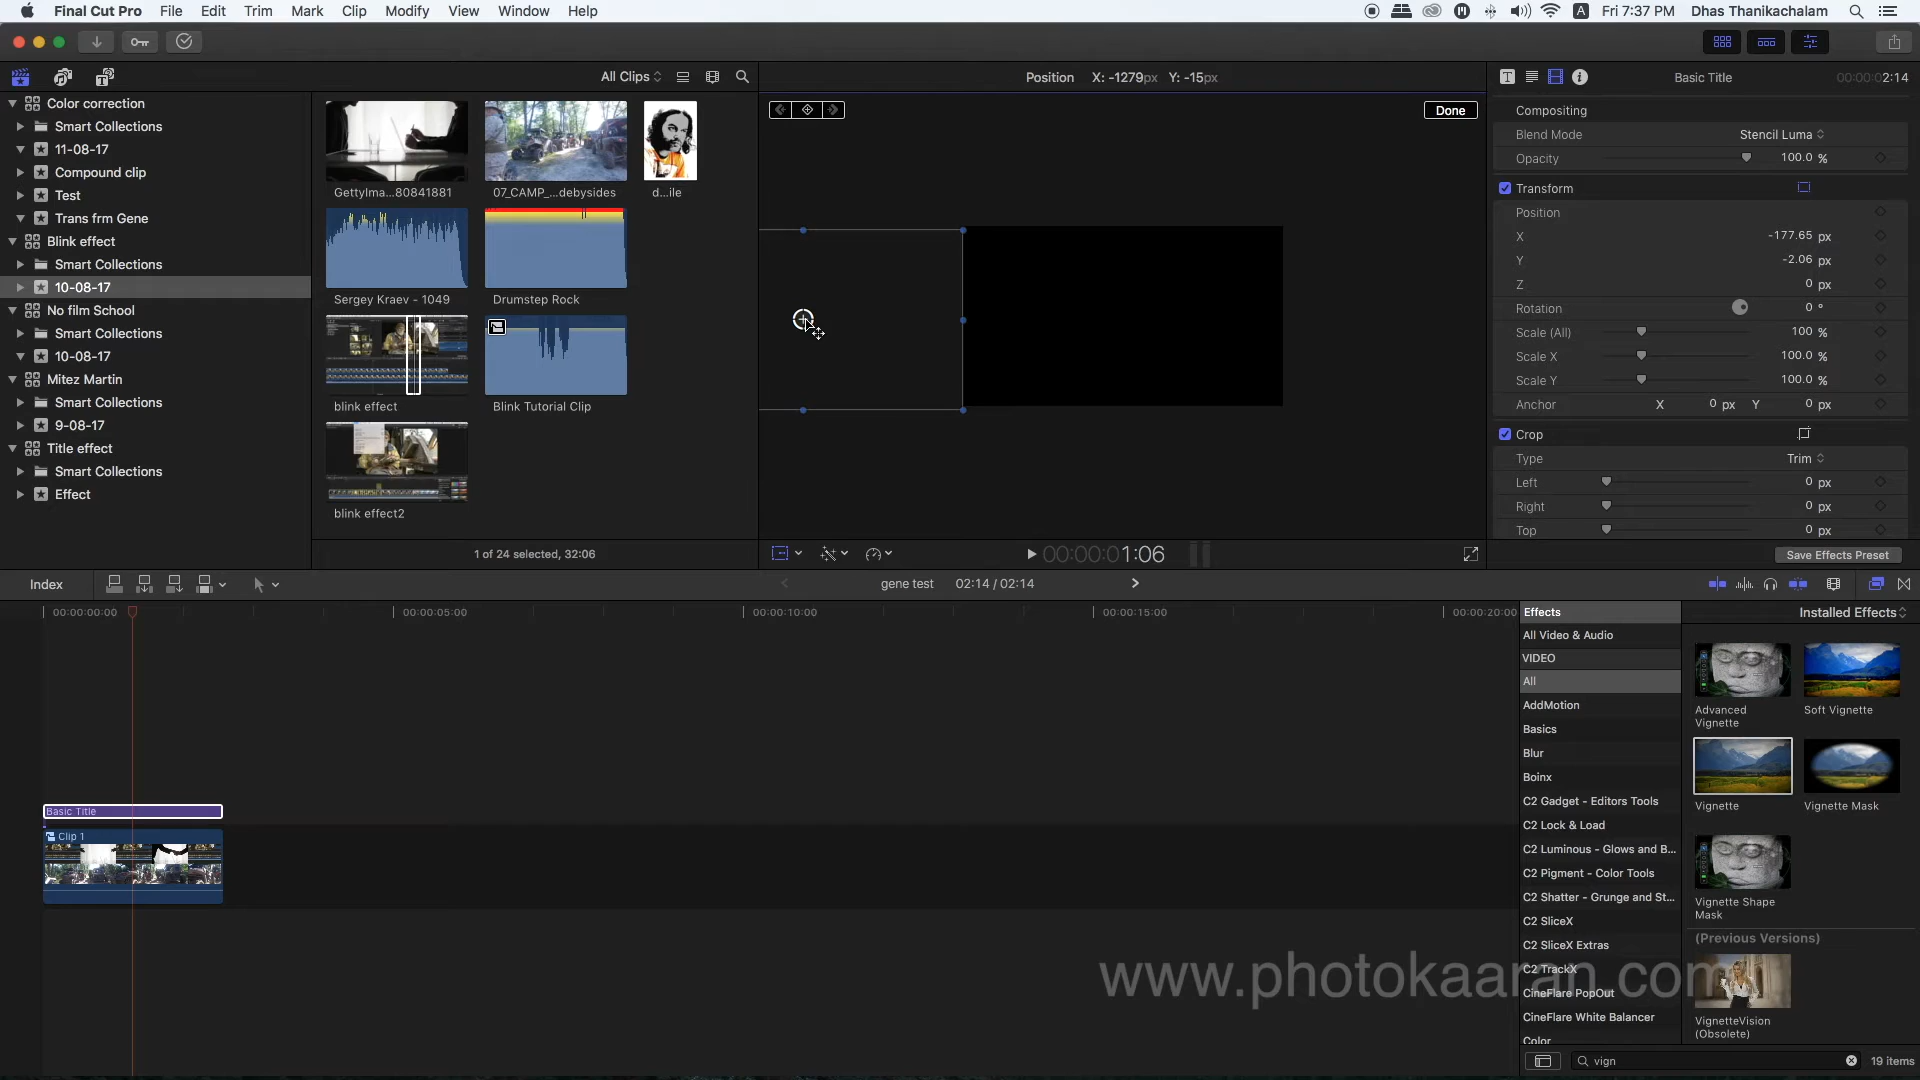 Final Cut Pro File Edit Trim Mark Clip Modify View Window Help
A Fri 7:37 PM Dhas Thanikachalam
All Clips
Position X: -1279px Y: -15px
Basic Title 00:00:02:14
Color correction
Smart Collections
11-08-17
Compound clip
Test
Trans frm Gene
Blink effect
Smart Collections
10-08-17
No film School
Smart Collections
10-08-17
Mitez Martin
Smart Collections
9-08-17
Title effect
Smart Collections
Effect
GettyIma...80841881
07_CAMP_...debysides
d...ile
Sergey Kraev - 1049
Drumstep Rock
blink effect
Blink Tutorial Clip
blink effect2
1 of 24 selected, 32:06
Done
00:00:01:06
Compositing
Blend Mode Stencil Luma
Opacity 100.0 %
Transform
Position
X -177.65 px
Y -2.06 px
Z 0 px
Rotation 0 °
Scale (All) 100 %
Scale X 100.0 %
Scale Y 100.0 %
Anchor X 0 px Y 0 px
Crop
Type Trim
Left 0 px
Right 0 px
Top 0 px
Save Effects Preset
Index
gene test 02:14 / 02:14
00:00:00:00 00:00:05:00 00:00:10:00 00:00:15:00 00:00:20:00
Basic Title
Clip 1
Effects
Installed Effects
All Video & Audio
VIDEO
All
AddMotion
Basics
Blur
Boinx
C2 Gadget - Editors Tools
C2 Lock & Load
C2 Luminous - Glows and B...
C2 Pigment - Color Tools
C2 Shatter - Grunge and St...
C2 SliceX
C2 SliceX Extras
C2 TrackX
CineFlare PopOut
CineFlare White Balancer
Color
Advanced
Vignette
Soft Vignette
Vignette
Vignette Mask
Vignette Shape
Mask
(Previous Versions)
VignetteVision
(Obsolete)
vign
19 items
www.photokaaran.com